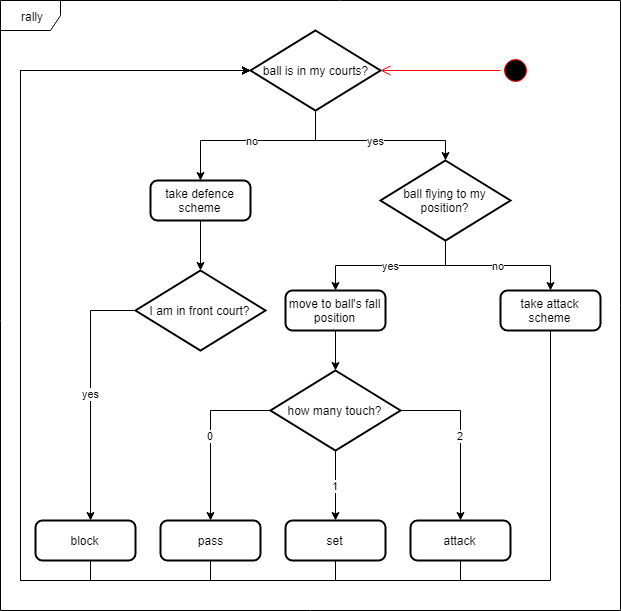 rally
ball is in my courts?
no
yes
take defence
scheme
ball flying to my
position?
yes
no
I am in front court?
move to ball's fall
position
take attack
scheme
yes
how many touch?
0
2
1
block
pass
set
attack